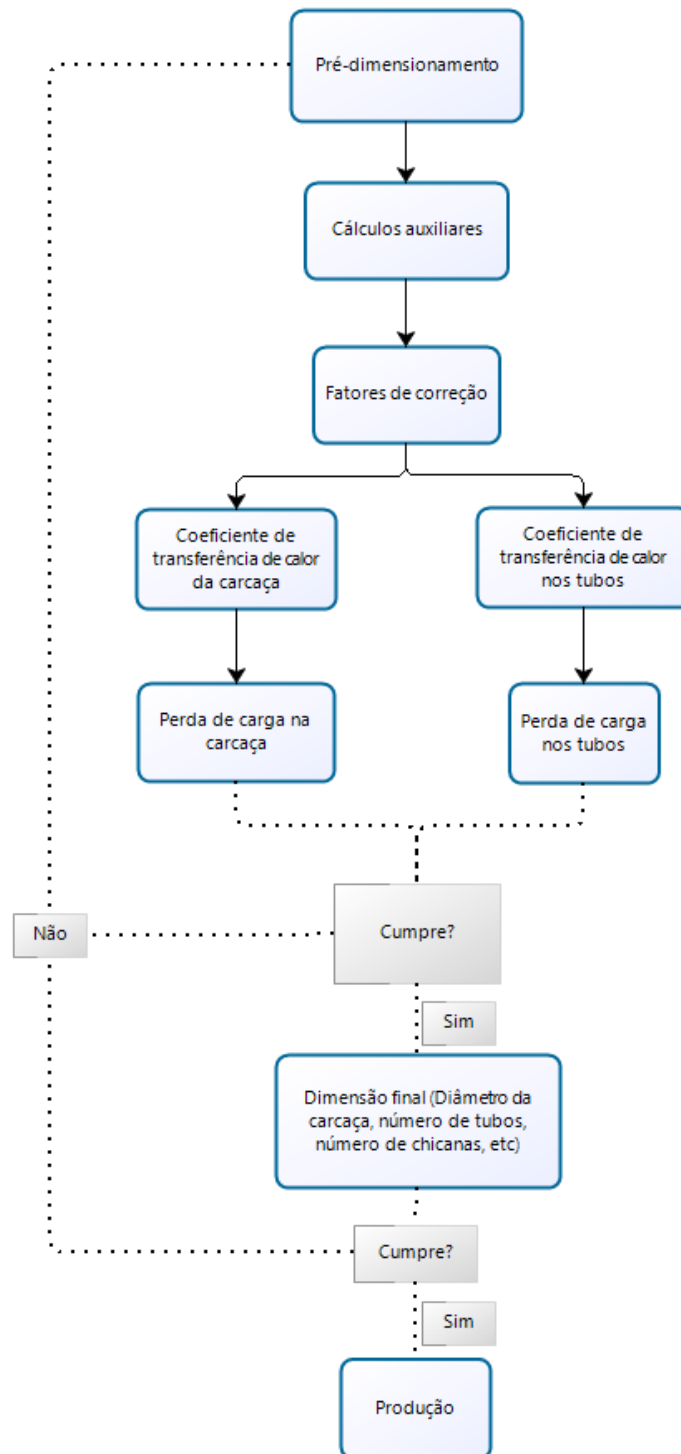 Pré-dimensionamento
Cálculos auxiliares
Fatores de correção
Coeficiente de
transferência de calor
da carcaça
Coeficiente de
transferência de calor
nos tubos
Perda de carga na
carcaça
Perda de carga
nos tubos
Não
Cumpre?
Sim
Dimensão final (Diâmetro da
carcaça, número de tubos,
número de chicanas, etc)
Cumpre?
Sim
Produção